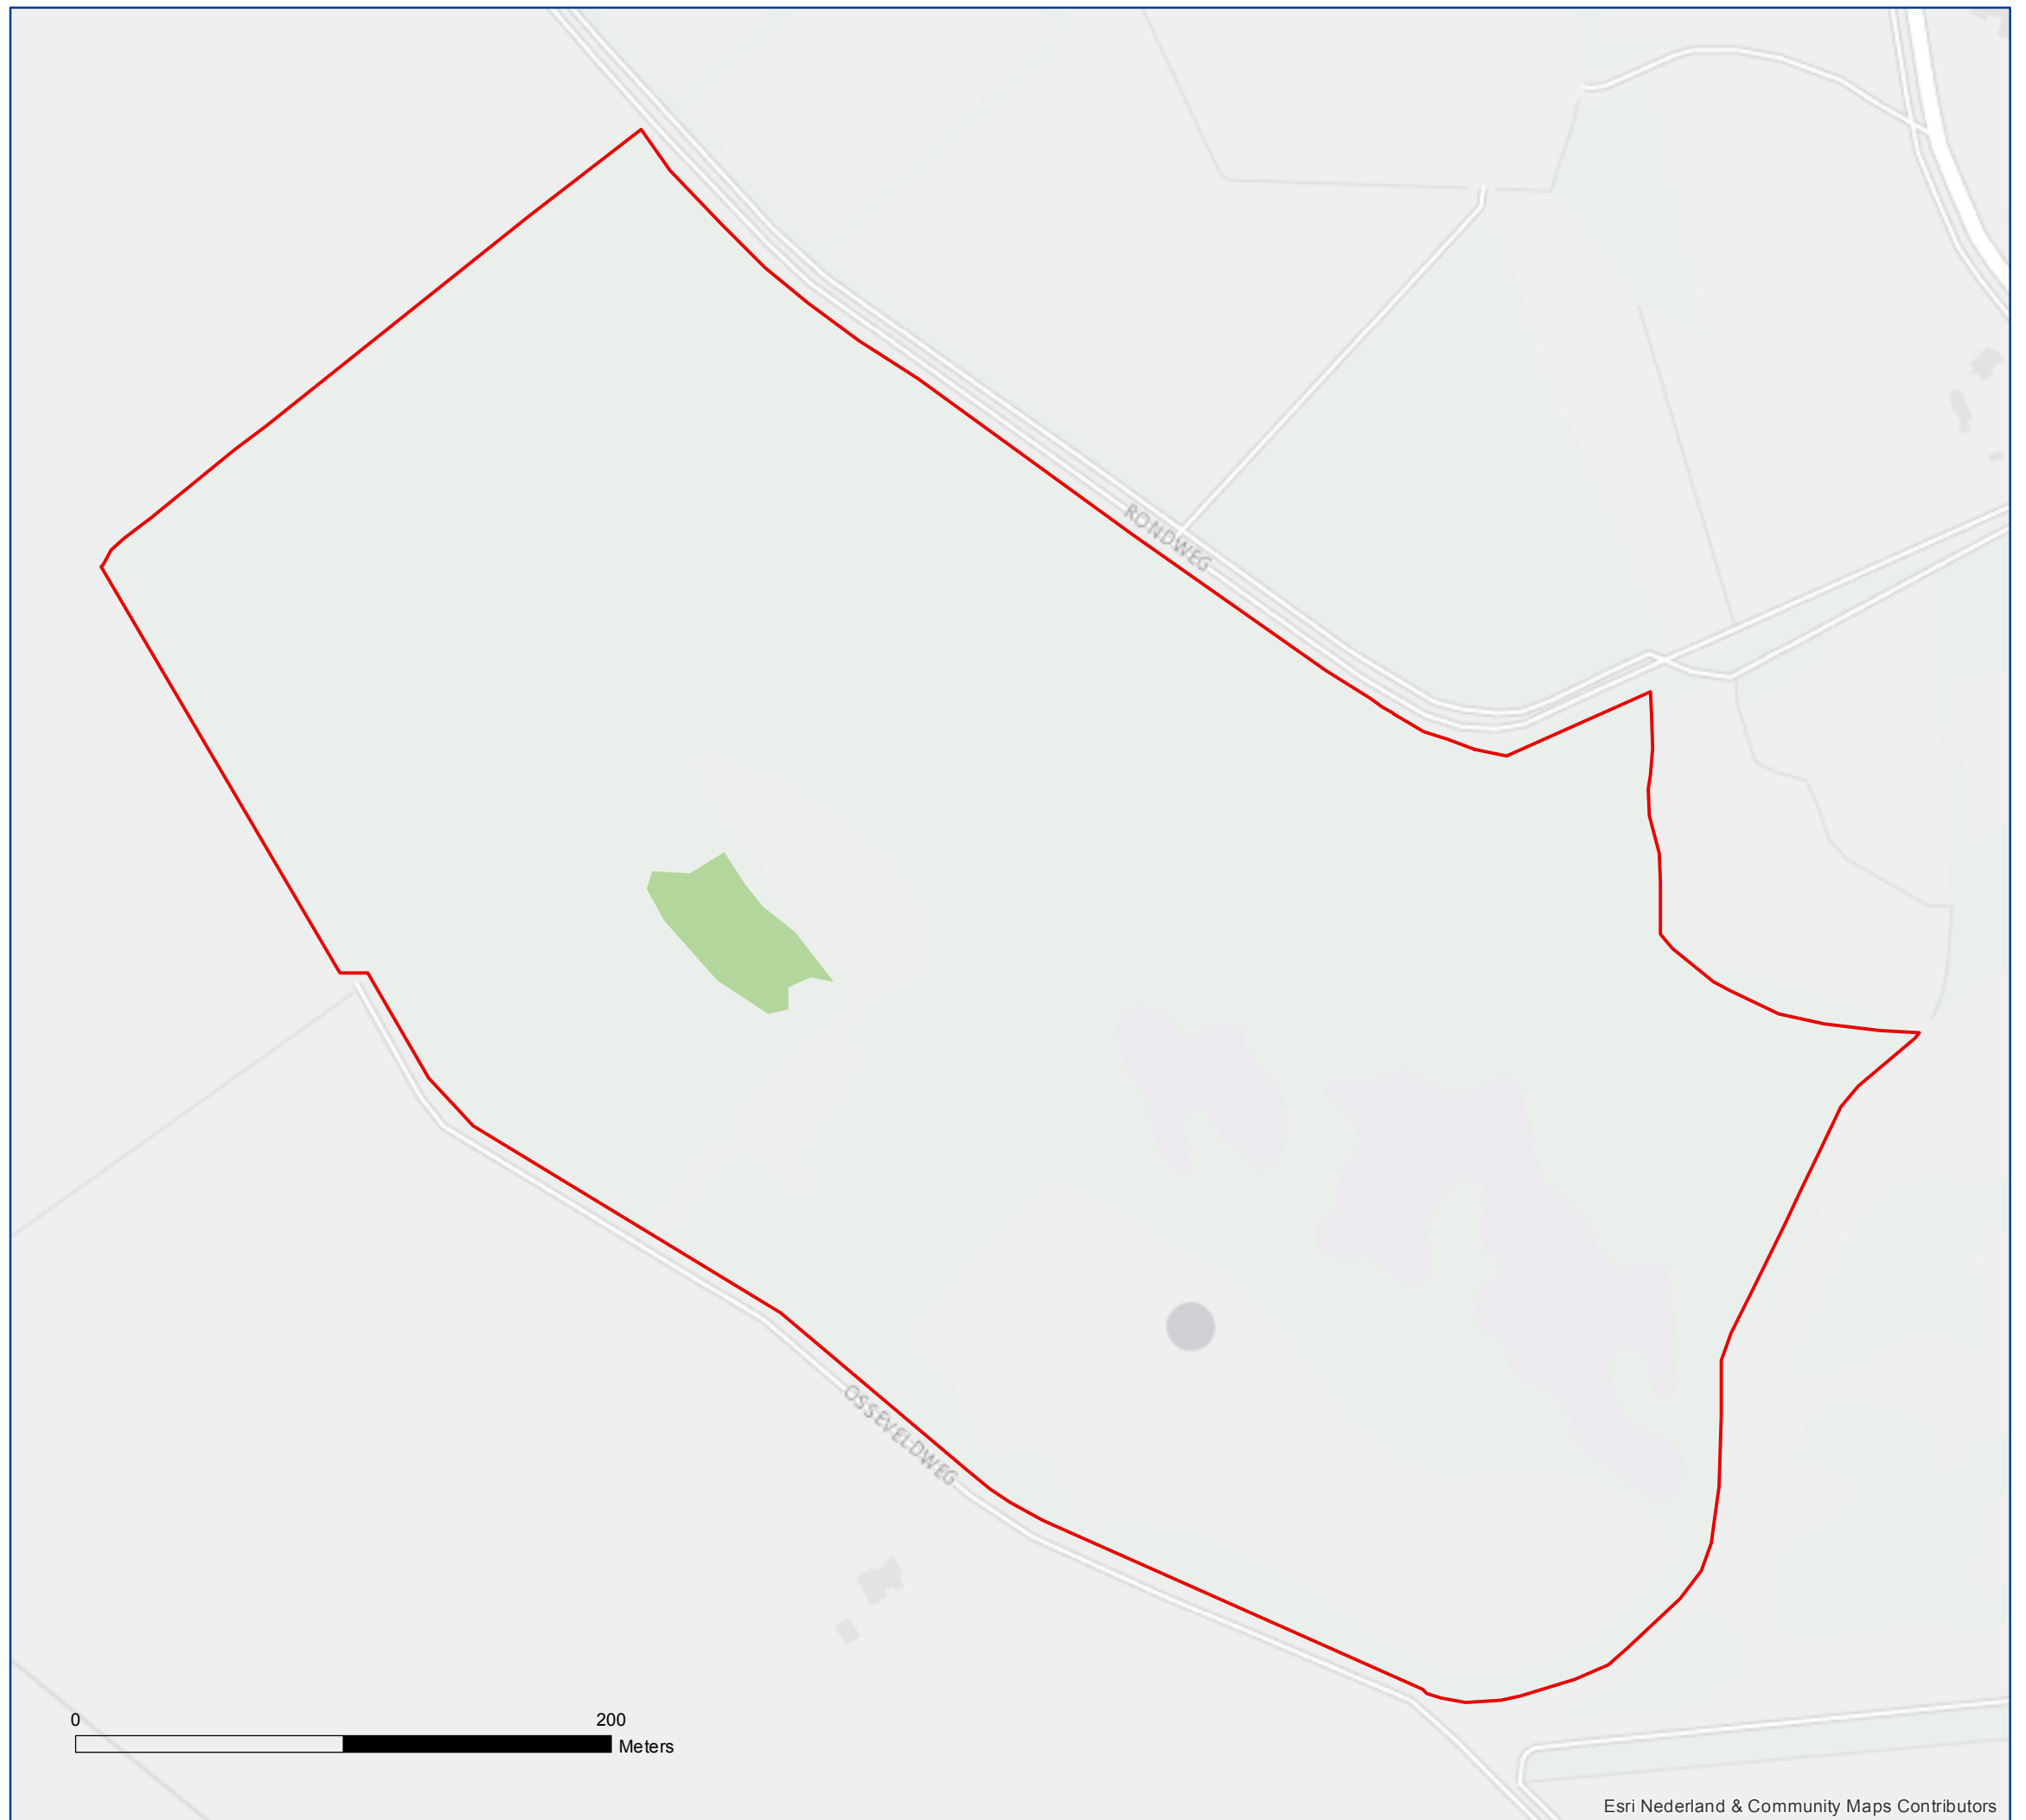 RONDWEG
OSSEVELDWEG
0 200
Meters
Esri Nederland & Community Maps Contributors